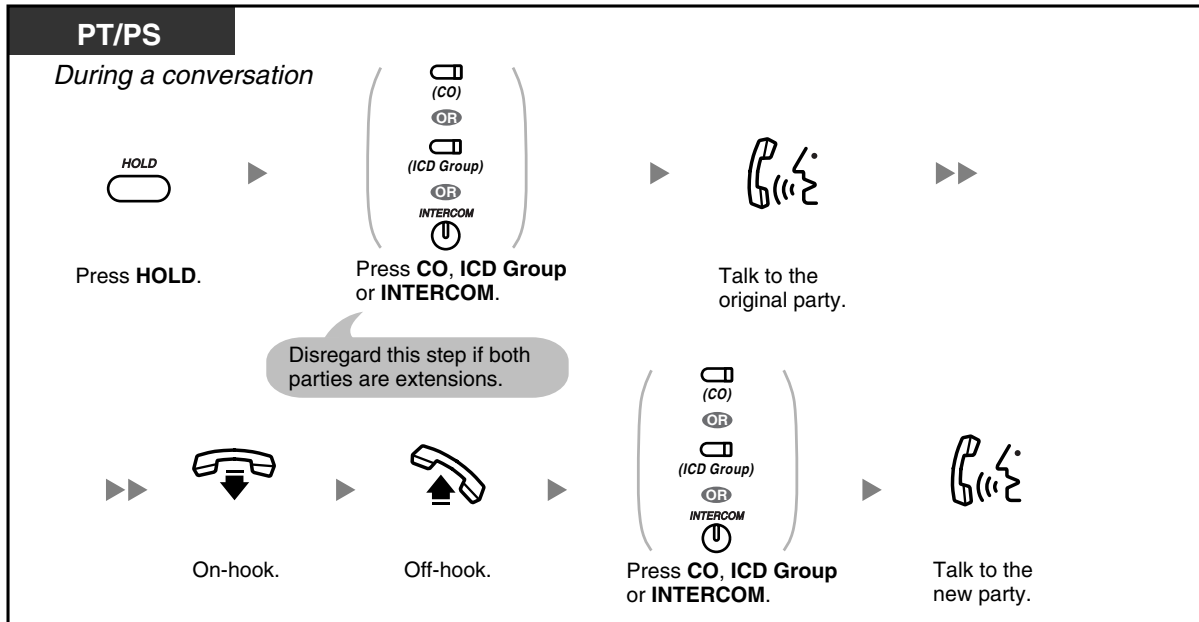 PT/PS
During a conversation
HOLD
Press HOLD.
(CO)
OR
(ICD Group)
OR
INTERCOM
Press CO, ICD Group
or INTERCOM.
Disregard this step if both
parties are extensions.
Talk to the
original party.
On-hook.
Off-hook.
(CO)
OR
(ICD Group)
OR
INTERCOM
Press CO, ICD Group
or INTERCOM.
Talk to the
new party.